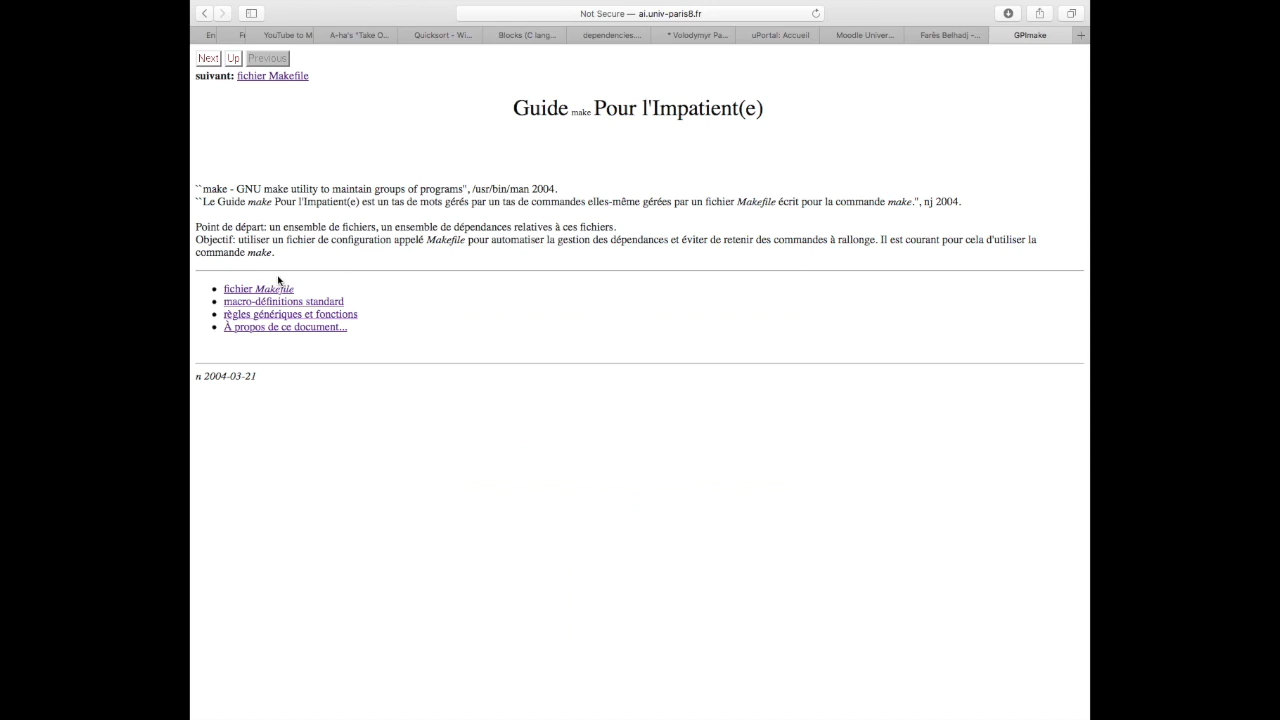 Not Secure — ai.univ-paris8.fr
En
YouTube to M
A-ha's "Take O...
Quicksort - Wi...
Blocks (C lang...
dependencies....
* Volodymyr Pa...
uPortal: Accueil
Moodle Univer...
Farès Belhadj -...
GPImake
Next Up Previous
suivant: fichier Makefile
Guide make Pour l'Impatient(e)
``make - GNU make utility to maintain groups of programs'', /usr/bin/man 2004.
``Le Guide make Pour l'Impatient(e) est un tas de mots gérés par un tas de commandes elles-même gérées par un fichier Makefile écrit pour la commande make.'', nj 2004.
Point de départ: un ensemble de fichiers, un ensemble de dépendances relatives à ces fichiers.
Objectif: utiliser un fichier de configuration appelé Makefile pour automatiser la gestion des dépendances et éviter de retenir des commandes à rallonge. Il est courant pour cela d'utiliser la
commande make.
fichier Makefile
macro-définitions standard
règles génériques et fonctions
À propos de ce document...
n 2004-03-21